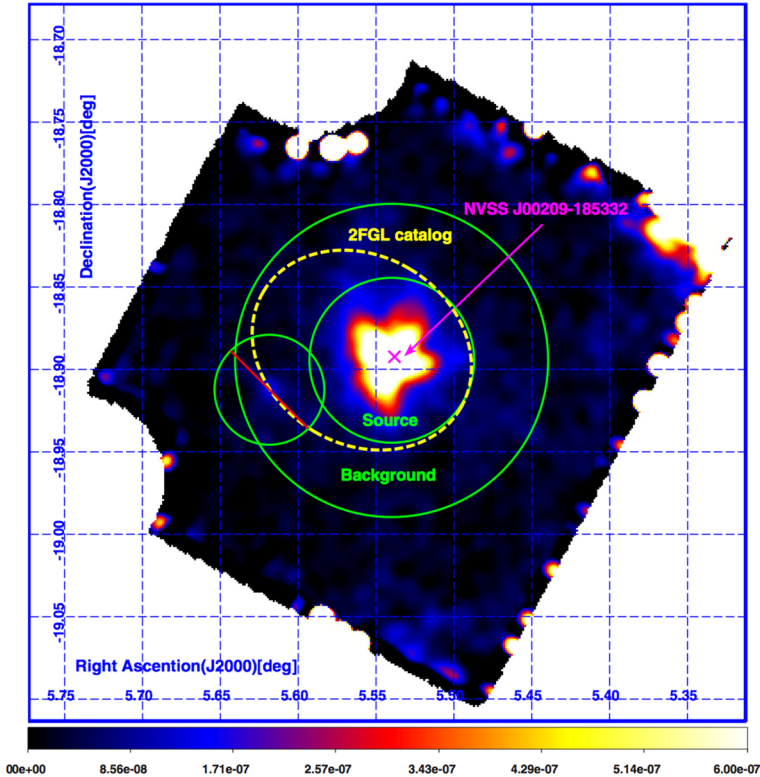 -18.70
-18.75
-18.80
-18.85
-18.90
-18.95
-19.00
-19.05
Declination(J2000)[deg]
NVSS J00209-185332
2FGL catalog
Source
Background
Right Ascention(J2000)[deg]
5.75 5.70 5.65 5.60 5.55 5.50 5.45 5.40 5.35
00e+00 8.56e-08 1.71e-07 2.57e-07 3.43e-07 4.29e-07 5.14e-07 6.00e-07